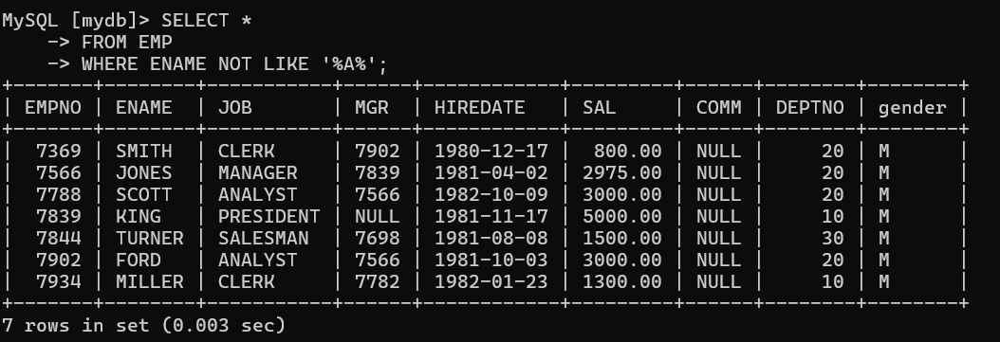 MySQL [mydb]> SELECT *
    -> FROM EMP
    -> WHERE ENAME NOT LIKE '%A%';
+-------+--------+-----------+------+------------+---------+------+--------+--------+
| EMPNO | ENAME  | JOB       | MGR  | HIREDATE   | SAL     | COMM | DEPTNO | gender |
+-------+--------+-----------+------+------------+---------+------+--------+--------+
|  7369 | SMITH  | CLERK     | 7902 | 1980-12-17 |  800.00 | NULL |     20 | M      |
|  7566 | JONES  | MANAGER   | 7839 | 1981-04-02 | 2975.00 | NULL |     20 | M      |
|  7788 | SCOTT  | ANALYST   | 7566 | 1982-10-09 | 3000.00 | NULL |     20 | M      |
|  7839 | KING   | PRESIDENT | NULL | 1981-11-17 | 5000.00 | NULL |     10 | M      |
|  7844 | TURNER | SALESMAN  | 7698 | 1981-08-08 | 1500.00 | NULL |     30 | M      |
|  7902 | FORD   | ANALYST   | 7566 | 1981-10-03 | 3000.00 | NULL |     20 | M      |
|  7934 | MILLER | CLERK     | 7782 | 1982-01-23 | 1300.00 | NULL |     10 | M      |
+-------+--------+-----------+------+------------+---------+------+--------+--------+
7 rows in set (0.003 sec)